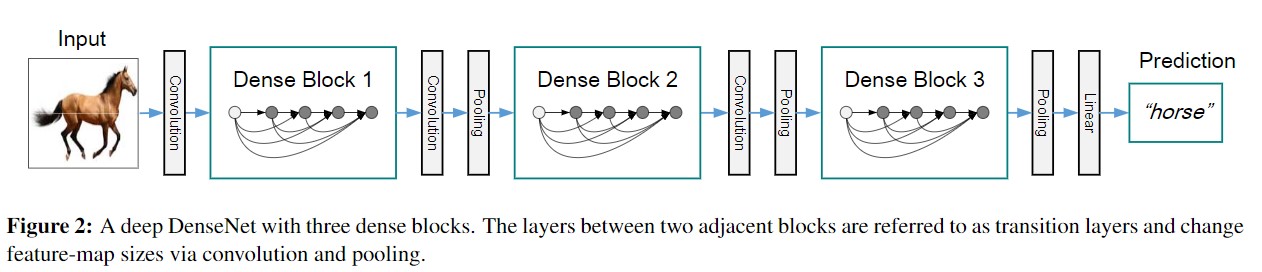 Input
Convolution
Dense Block 1
Convolution
Pooling
Dense Block 2
Convolution
Pooling
Dense Block 3
Pooling
Linear
Prediction
“horse”
Figure 2: A deep DenseNet with three dense blocks. The layers between two adjacent blocks are referred to as transition layers and change
feature-map sizes via convolution and pooling.